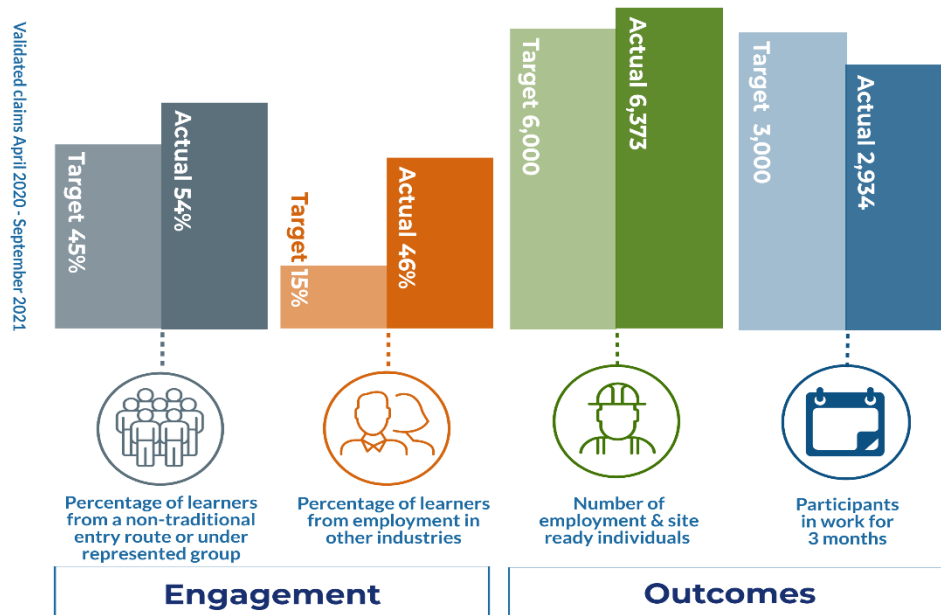 Validated claims April 2020 - September 2021
Target 45%
Actual 54%
Target 15%
Actual 46%
Target 6,000
Actual 6,373
Target 3,000
Actual 2,934
Percentage of learners
from a non-traditional
entry route or under
represented group
Percentage of learners
from employment in
other industries
Number of
employment & site
ready individuals
Participants
in work for
3 months
Engagement
Outcomes